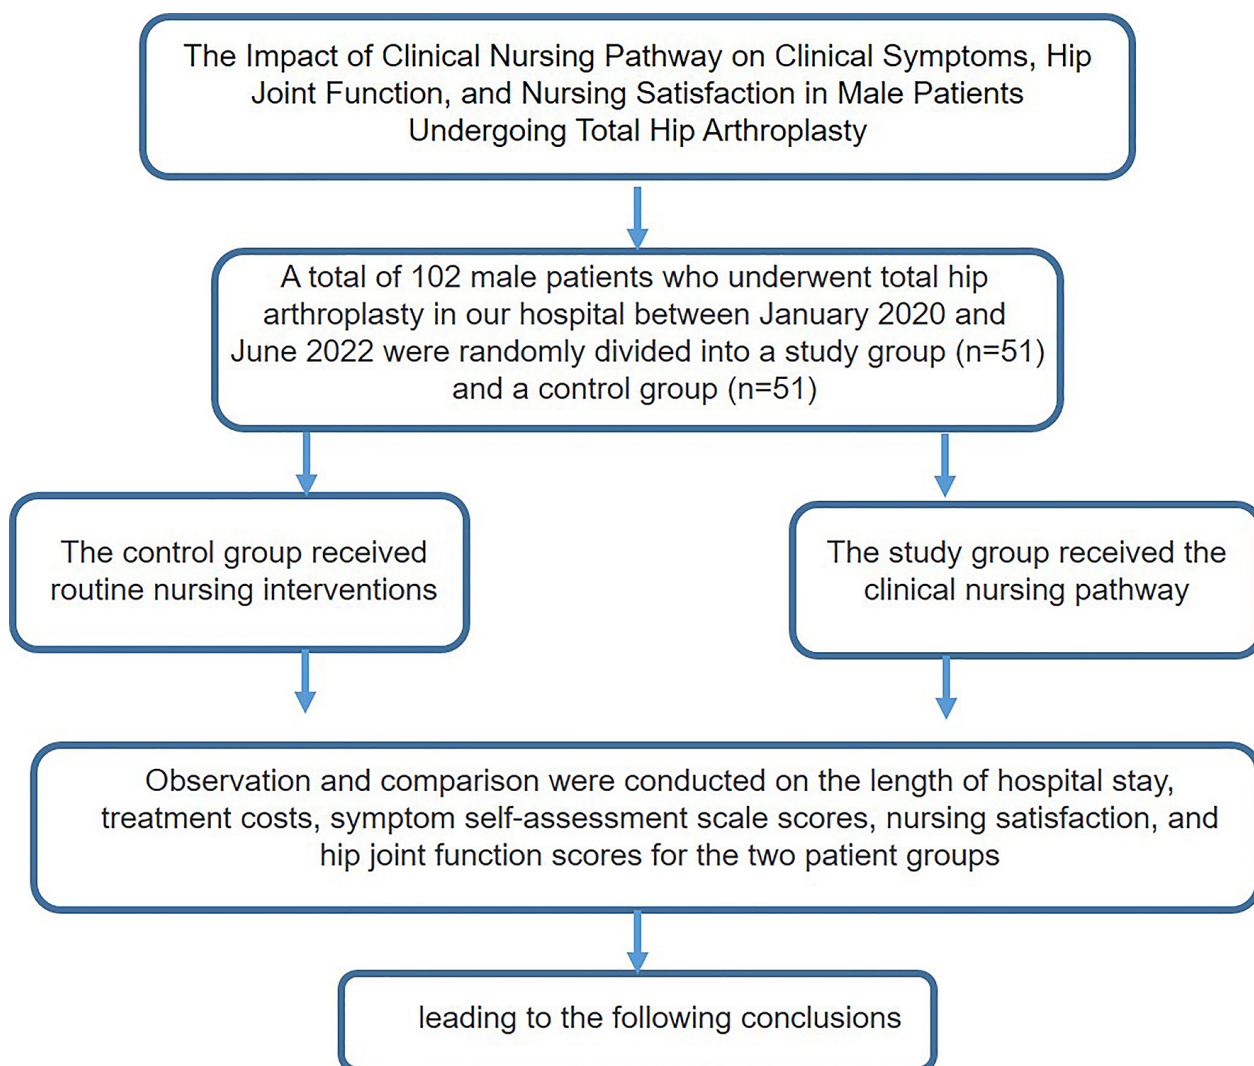 The Impact of Clinical Nursing Pathway on Clinical Symptoms, Hip
Joint Function, and Nursing Satisfaction in Male Patients
Undergoing Total Hip Arthroplasty
A total of 102 male patients who underwent total hip
arthroplasty in our hospital between January 2020 and
June 2022 were randomly divided into a study group (n=51)
and a control group (n=51)
The control group received
routine nursing interventions
The study group received the
clinical nursing pathway
Observation and comparison were conducted on the length of hospital stay,
treatment costs, symptom self-assessment scale scores, nursing satisfaction, and
hip joint function scores for the two patient groups
leading to the following conclusions